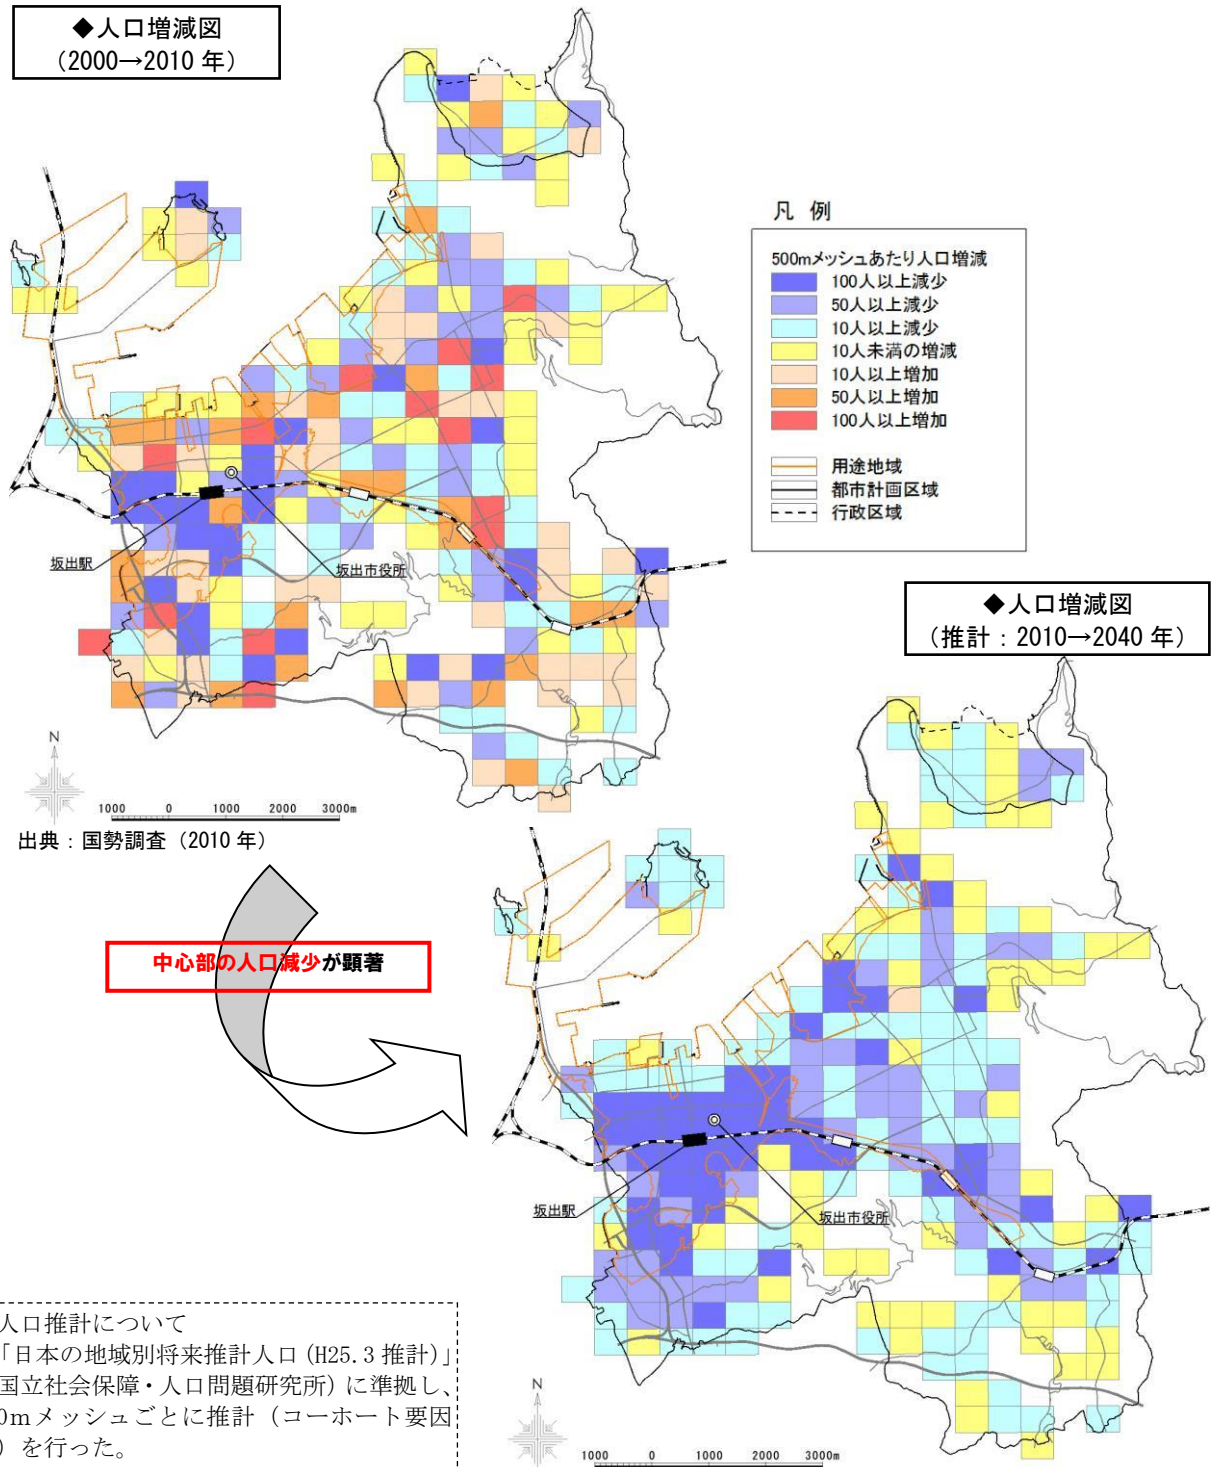 ◆人口増減図
（2000→2010 年）
凡 例
500mメッシュあたり人口増減
100人以上減少
50人以上減少
10人以上減少
10人未満の増減
10人以上増加
50人以上増加
100人以上増加
用途地域
都市計画区域
行政区域
坂出駅
坂出市役所
N
1000 0 1000 2000 3000m
出典：国勢調査（2010 年）
◆人口増減図
（推計：2010→2040 年）
中心部の人口減少が顕著
坂出駅
坂出市役所
人口推計について
「日本の地域別将来推計人口（H25.3 推計）」
国立社会保障・人口問題研究所）に準拠し、
0ｍメッシュごとに推計（コーホート要因
）を行った。
N
1000 0 1000 2000 3000m